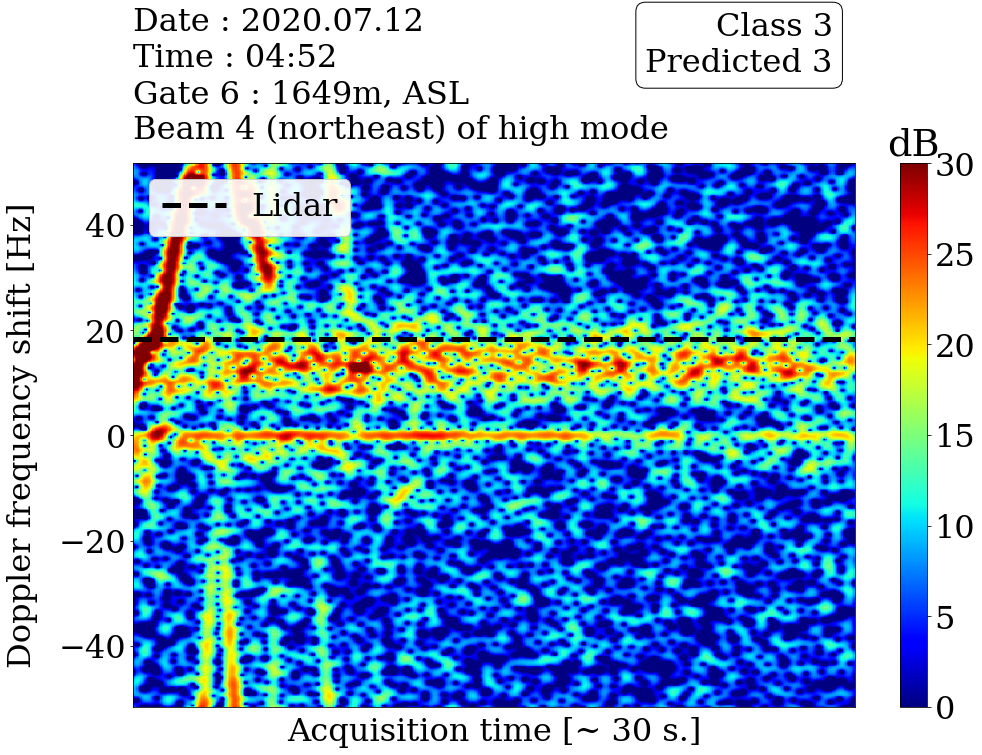 Date : 2020.07.12
Time : 04:52
Gate 6 : 1649m, ASL
Beam 4 (northeast) of high mode
Class 3
Predicted 3
dB
Lidar
Doppler frequency shift [Hz]
40
20
0
−20
−40
Acquisition time [~ 30 s.]
30
25
20
15
10
5
0